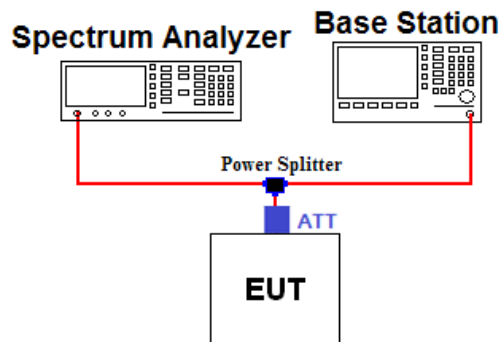 Spectrum Analyzer
Base Station
Power Splitter
ATT
EUT